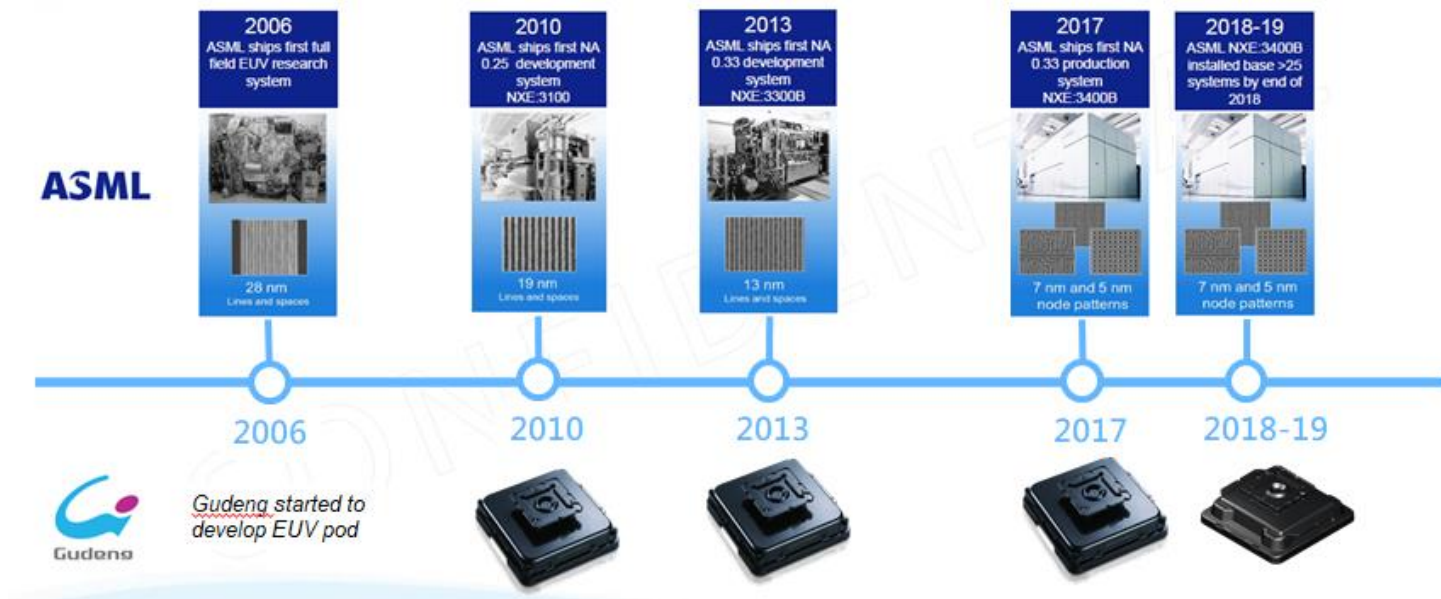 2006
ASML ships first full
field EUV research
system
28 nm
Lines and spaces
2010
ASML ships first NA
0.25 development
system
NXE:3100
19 nm
Lines and spaces
2013
ASML ships first NA
0.33 development
system
NXE:3300B
13 nm
Lines and spaces
2017
ASML ships first NA
0.33 production
system
NXE:3400B
7 nm and 5 nm
node patterns
2018-19
ASML NXE:3400B
installed base >25
systems by end of
2018
7 nm and 5 nm
node patterns
ASML
CONFIDENTIAL
2006
2010
2013
2017
2018-19
Gudeng
Gudeng started to
develop EUV pod